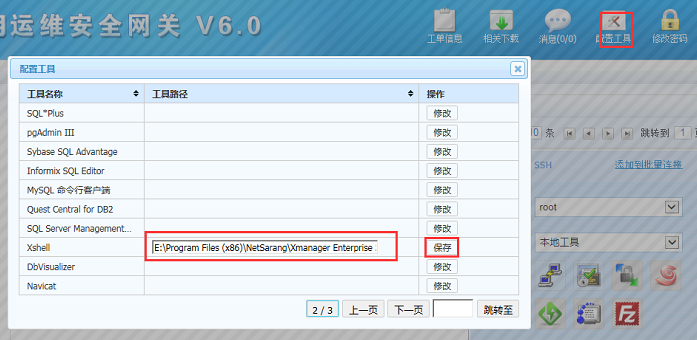 用运维安全网关 V6.0
工单信息
相关下载
消息(0/0)
配置工具
修改密码
配置工具
工具名称 工具路径 操作
SQL*Plus 修改
pgAdmin III 修改
Sybase SQL Advantage 修改
Informix SQL Editor 修改
MySQL 命令行客户端 修改
Quest Central for DB2 修改
SQL Server Management... 修改
Xshell E:\Program Files (x86)\NetSarang\Xmanager Enterprise 保存
DbVisualizer 修改
Navicat 修改
2 / 3 上一页 下一页 跳转至
条 跳转到 1
SSH 添加到批量连接
root
本地工具
Fz